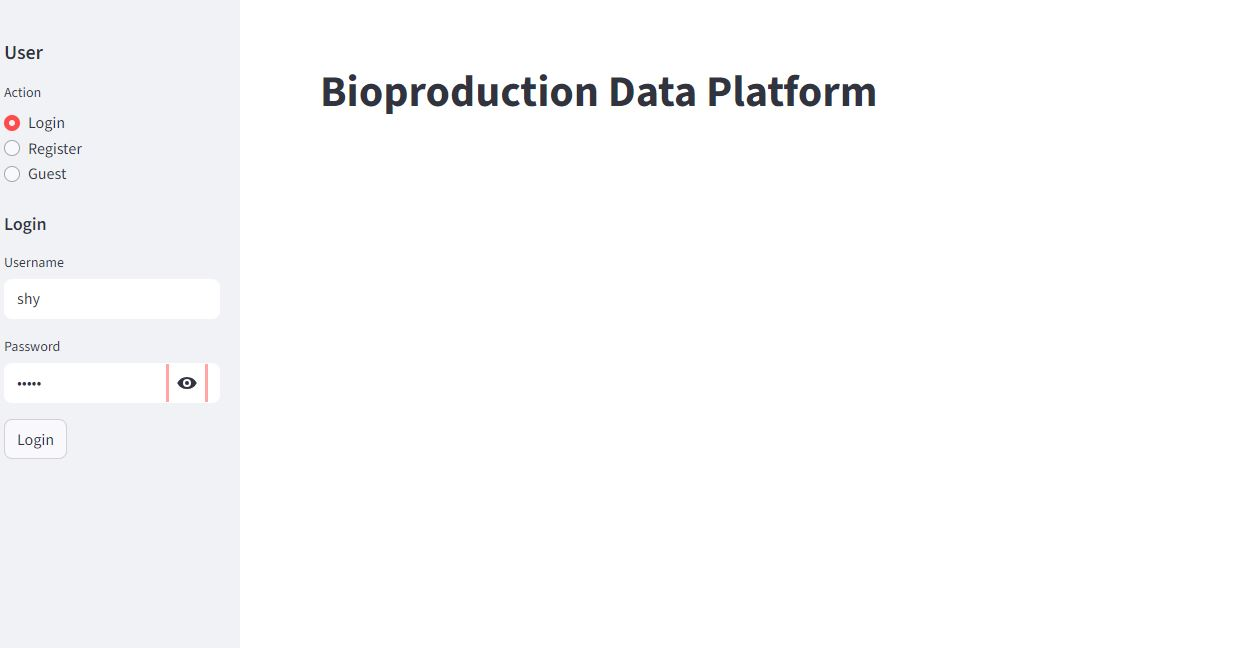 User
Action
Login
Register
Guest
Login
Username
shy
Password
•••••
Login
Bioproduction Data Platform